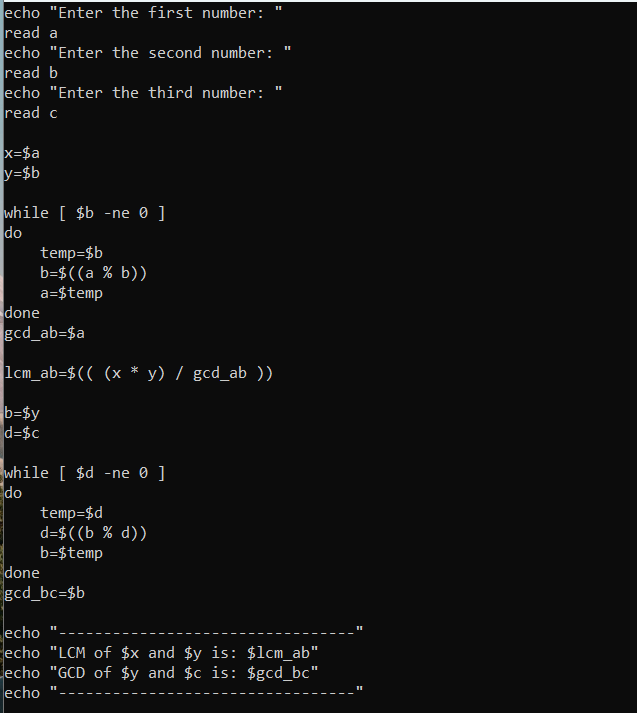 echo "Enter the first number: "
read a
echo "Enter the second number: "
read b
echo "Enter the third number: "
read c

x=$a
y=$b

while [ $b -ne 0 ]
do
    temp=$b
    b=$((a % b))
    a=$temp
done
gcd_ab=$a

lcm_ab=$(( (x * y) / gcd_ab ))

b=$y
d=$c

while [ $d -ne 0 ]
do
    temp=$d
    d=$((b % d))
    b=$temp
done
gcd_bc=$b

echo "---------------------------------"
echo "LCM of $x and $y is: $lcm_ab"
echo "GCD of $y and $c is: $gcd_bc"
echo "---------------------------------"